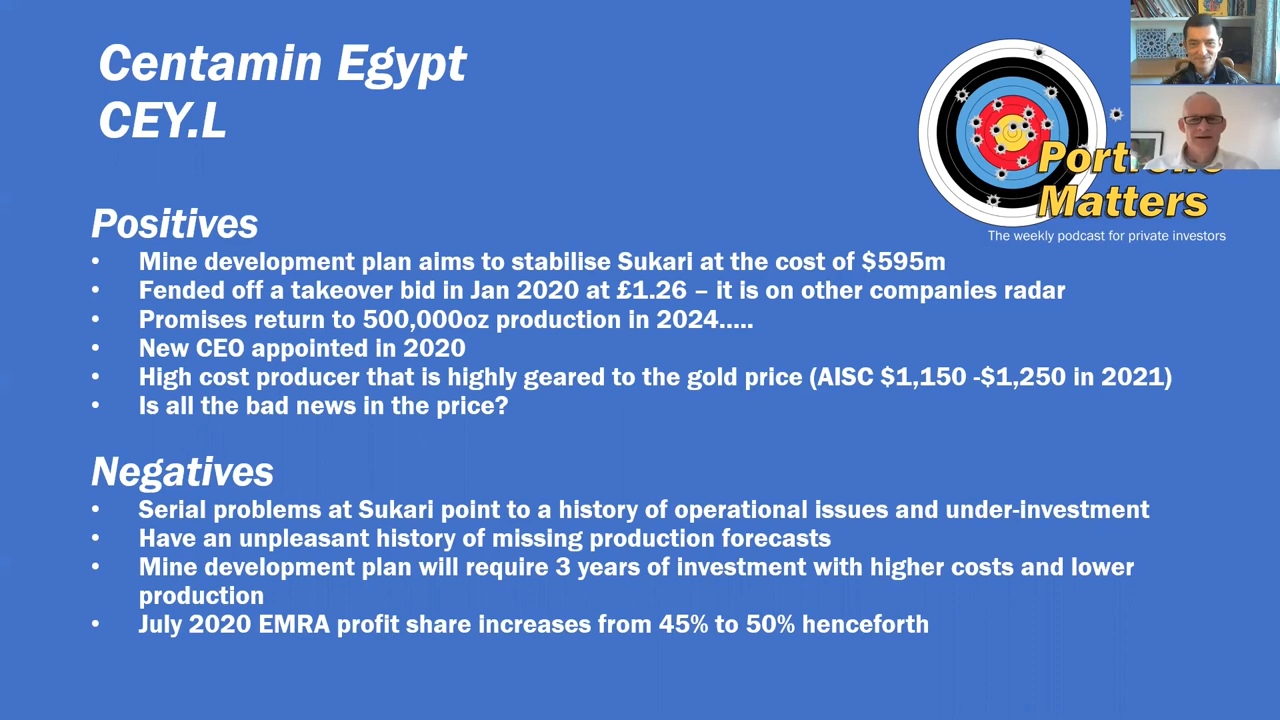 Centamin Egypt
CEY.L
Portfolio
Matters
The weekly podcast for private investors
Positives
• Mine development plan aims to stabilise Sukari at the cost of $595m
• Fended off a takeover bid in Jan 2020 at £1.26 – it is on other companies radar
• Promises return to 500,000oz production in 2024.....
• New CEO appointed in 2020
• High cost producer that is highly geared to the gold price (AISC $1,150 -$1,250 in 2021)
• Is all the bad news in the price?
Negatives
• Serial problems at Sukari point to a history of operational issues and under-investment
• Have an unpleasant history of missing production forecasts
• Mine development plan will require 3 years of investment with higher costs and lower
production
• July 2020 EMRA profit share increases from 45% to 50% henceforth